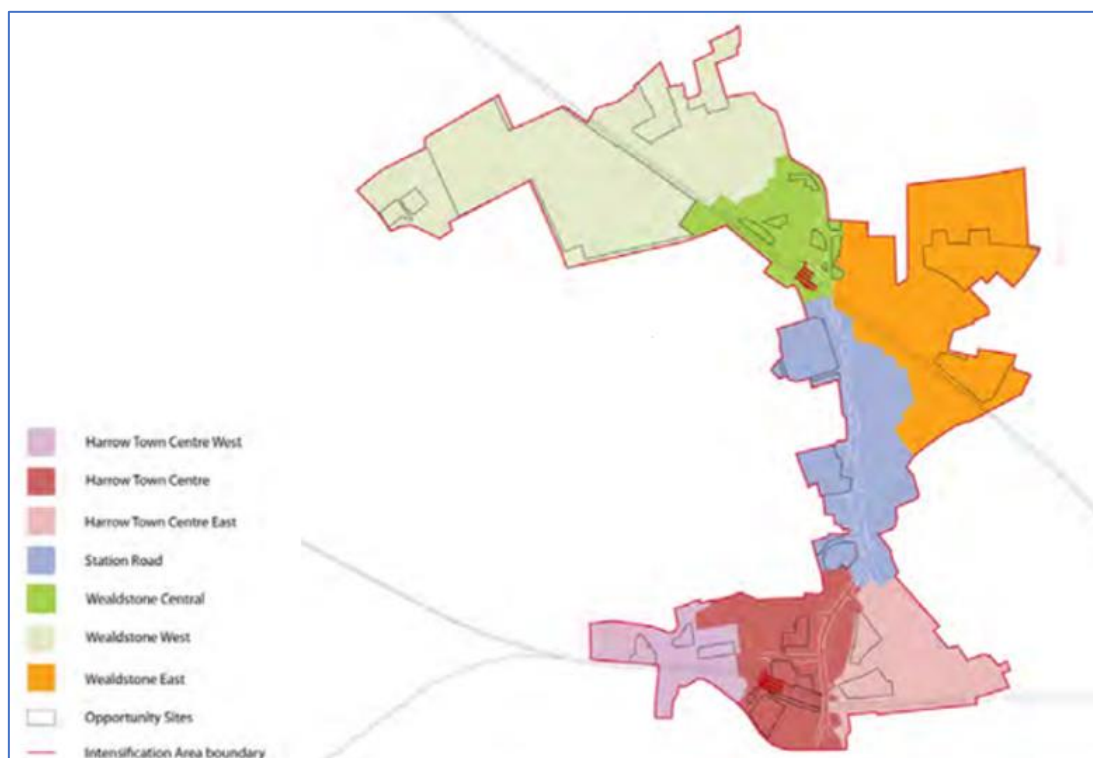 Harrow Town Centre West
Harrow Town Centre
Harrow Town Centre East
Station Road
Wealdstone Central
Wealdstone West
Wealdstone East
Opportunity Sites
Intensification Area boundary